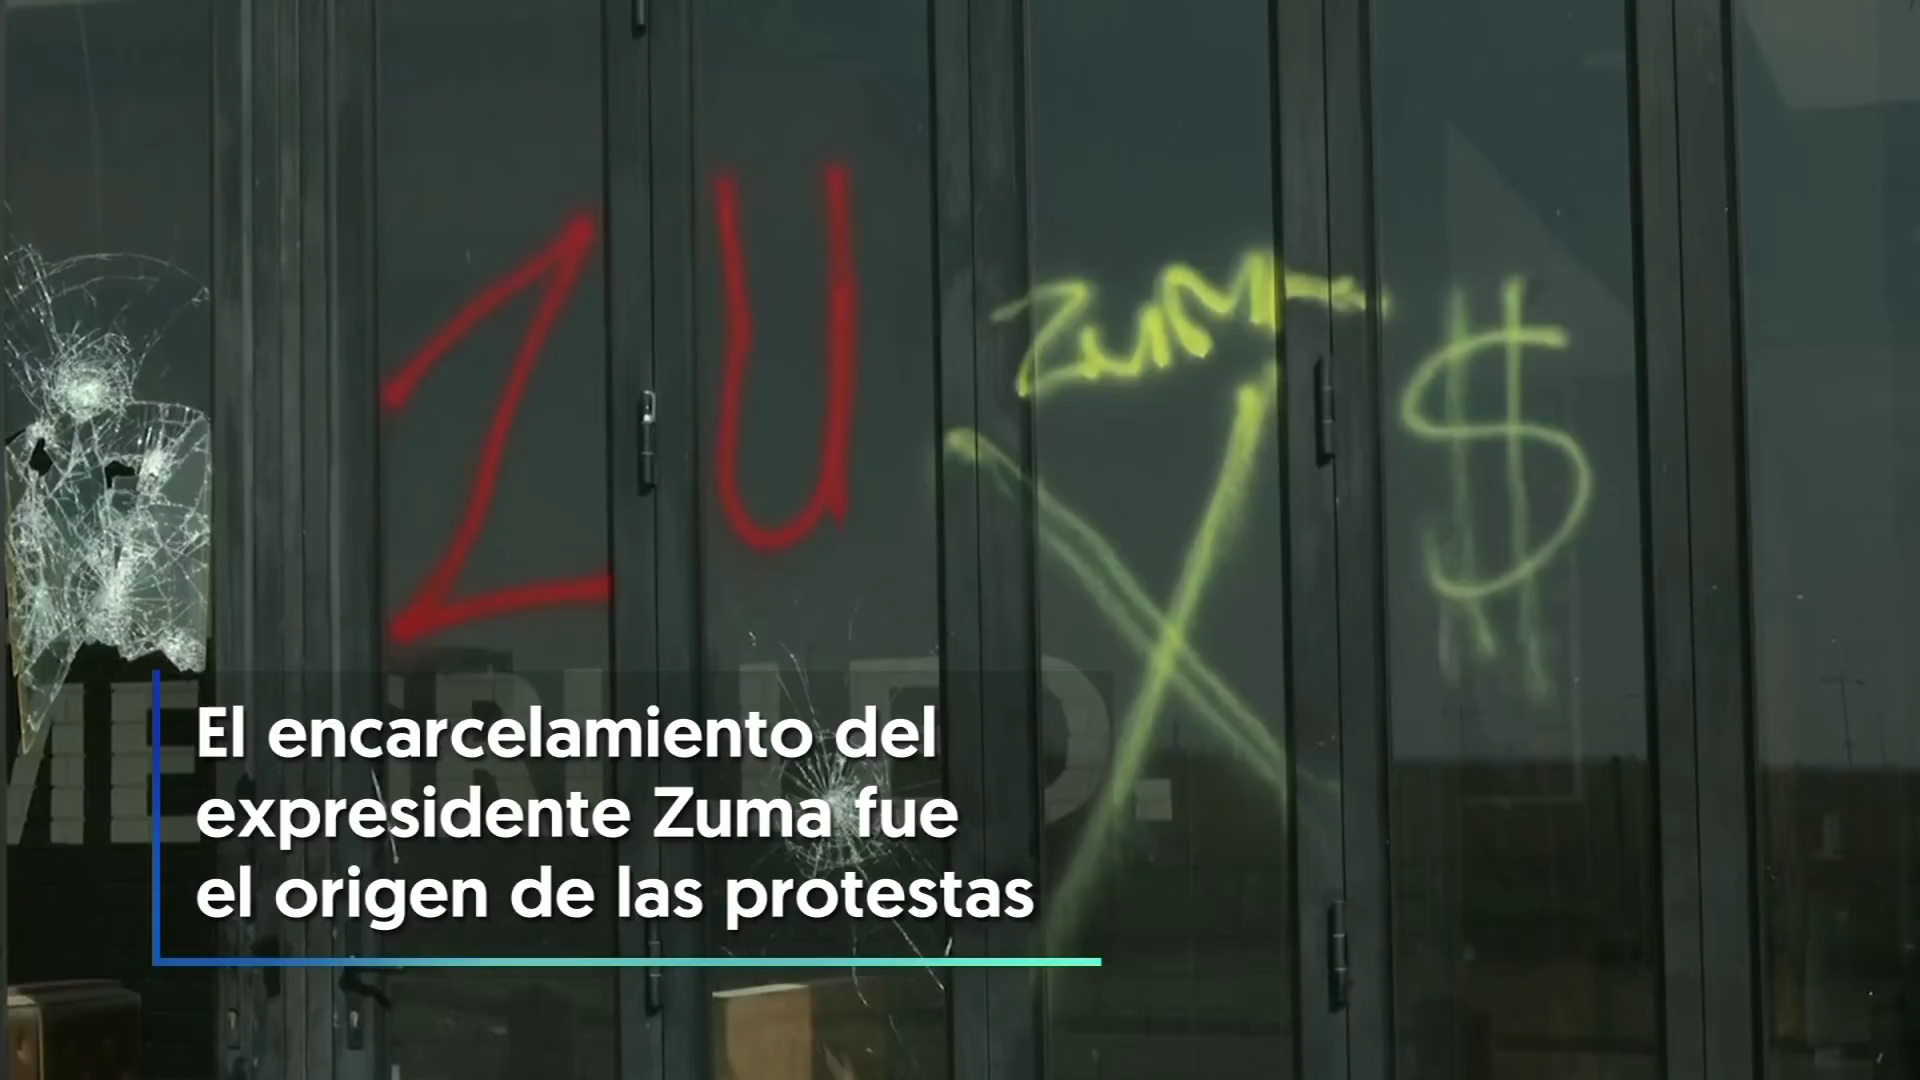 ZU
ZUMA
X
$
El encarcelamiento del
expresidente Zuma fue
el origen de las protestas